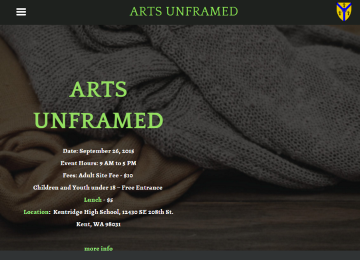 ARTS UNFRAMED
ARTS
UNFRAMED
Date: September 26, 2018
Event Hours: 9 AM to 5 PM
Fees: Adult Site Fee - $10
Children and Youth under 18 - Free Entrance
Lunch - $5
Location: Kentridge High School, 12430 SE 208th St.
Kent, WA 98031
more info